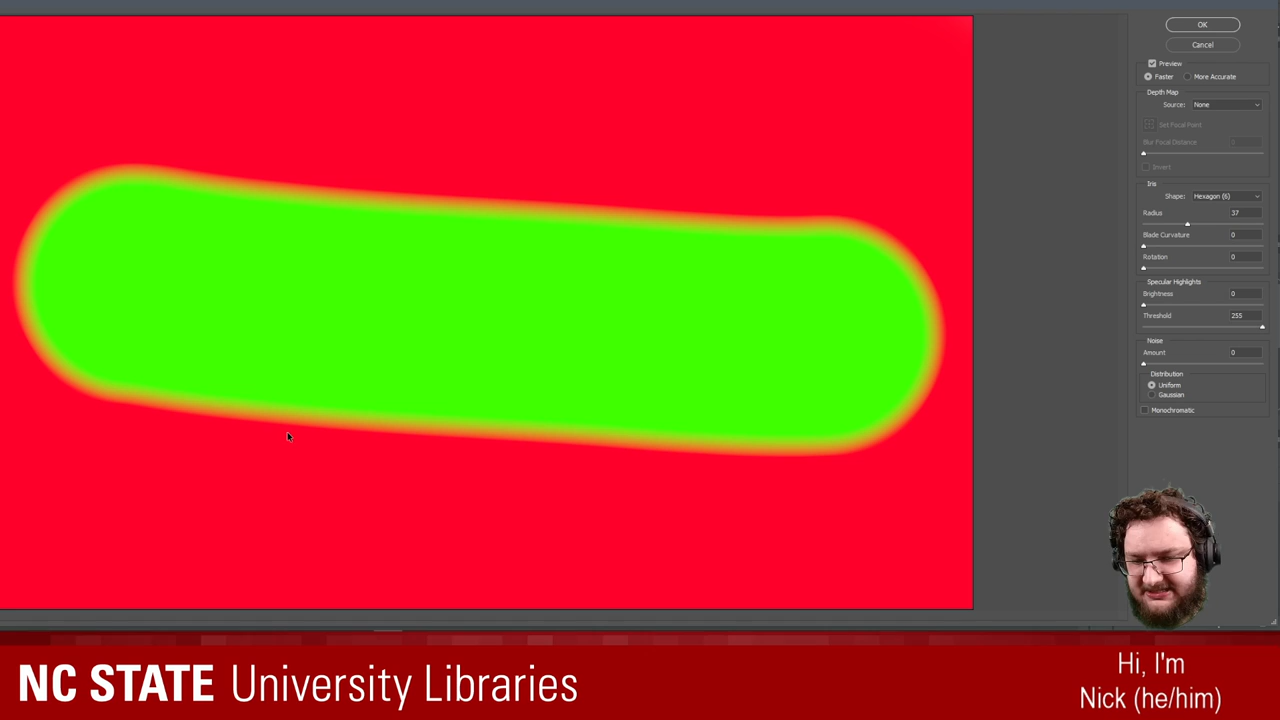 OK
Cancel
Preview
Faster More Accurate
Depth Map
Source: None
Set Focal Point
Blur Focal Distance
Invert
Iris
Shape: Hexagon (6)
Radius 37
Blade Curvature 0
Rotation 0
Specular Highlights
Brightness 0
Threshold 255
Noise
Amount 0
Distribution
Uniform
Gaussian
Monochromatic
NC STATE University Libraries
Hi, I'm
Nick (he/him)